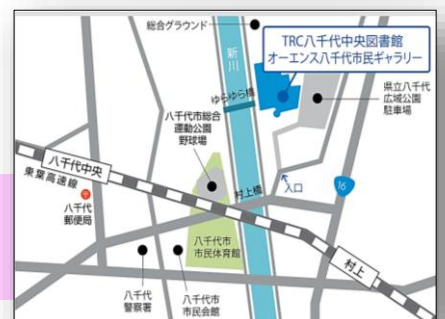 総合グラウンド
新川
TRC八千代中央図書館
オーエンス八千代市民ギャラリー
ゆらゆら橋
県立八千代
広域公園
駐車場
八千代市総合
運動公園
野球場
八千代中央
東葉高速線
村上橋
入口
16
八千代
郵便局
八千代市
市民体育館
村上
八千代
警察署
八千代市
市民会館